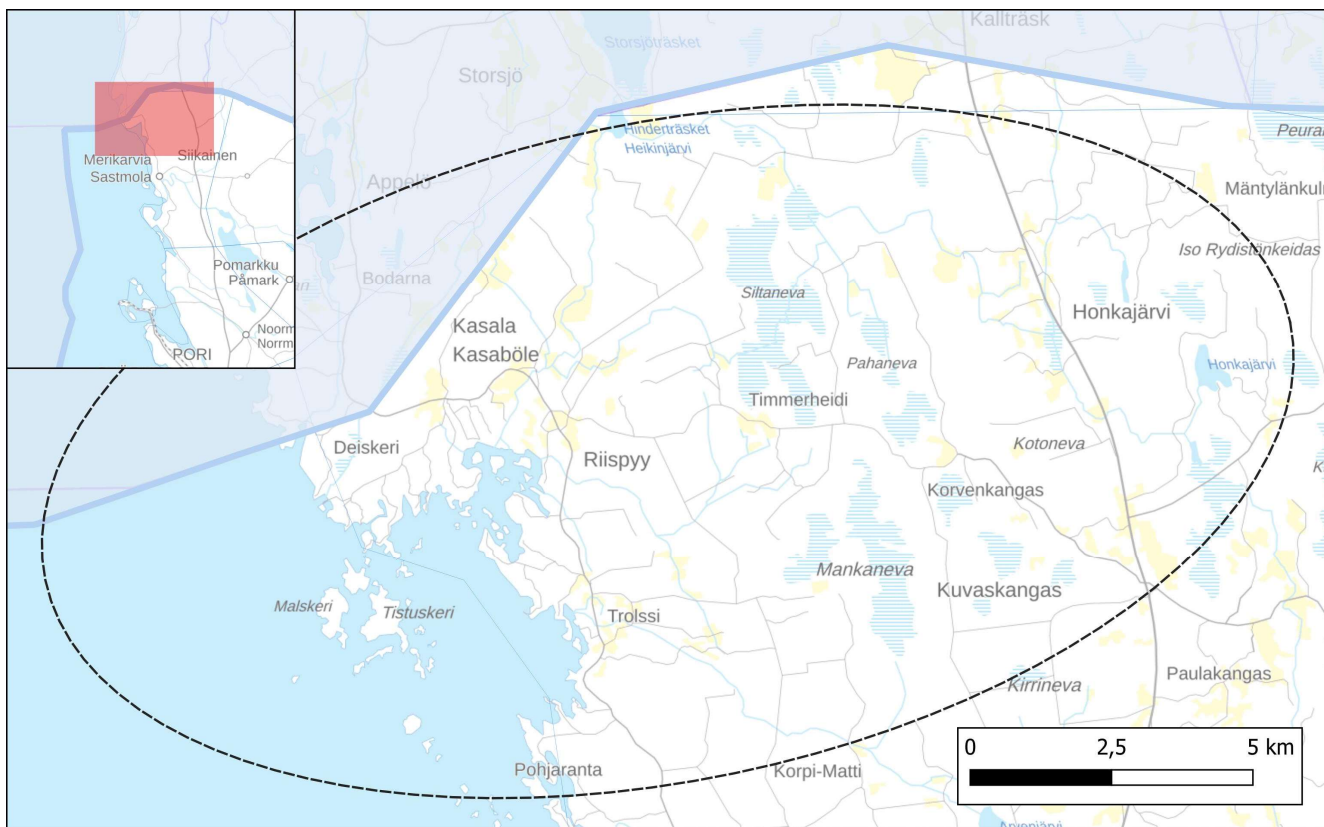 Merikarvia
Sastmola
Siikainen
Pomarkku
Påmark
Noorm
Norrm
PORI
Kallträsk
Storsjöträsket
Storsjö
Hinderträsket
Heikinjärvi
Peura
Appelö
Mäntylänkul
Iso Rydistönkeidas
Bodarna
Siltaneva
Honkajärvi
Kasala
Kasaböle
Pahaneva
Honkajärvi
Timmerheidi
Deiskeri
Riispyy
Kotoneva
Korvenkangas
Mankaneva
Kuvaskangas
Malskeri
Tistuskeri
Trolssi
Kirrineva
Paulakangas
Pohjaranta
Korpi-Matti
0
2,5
5 km